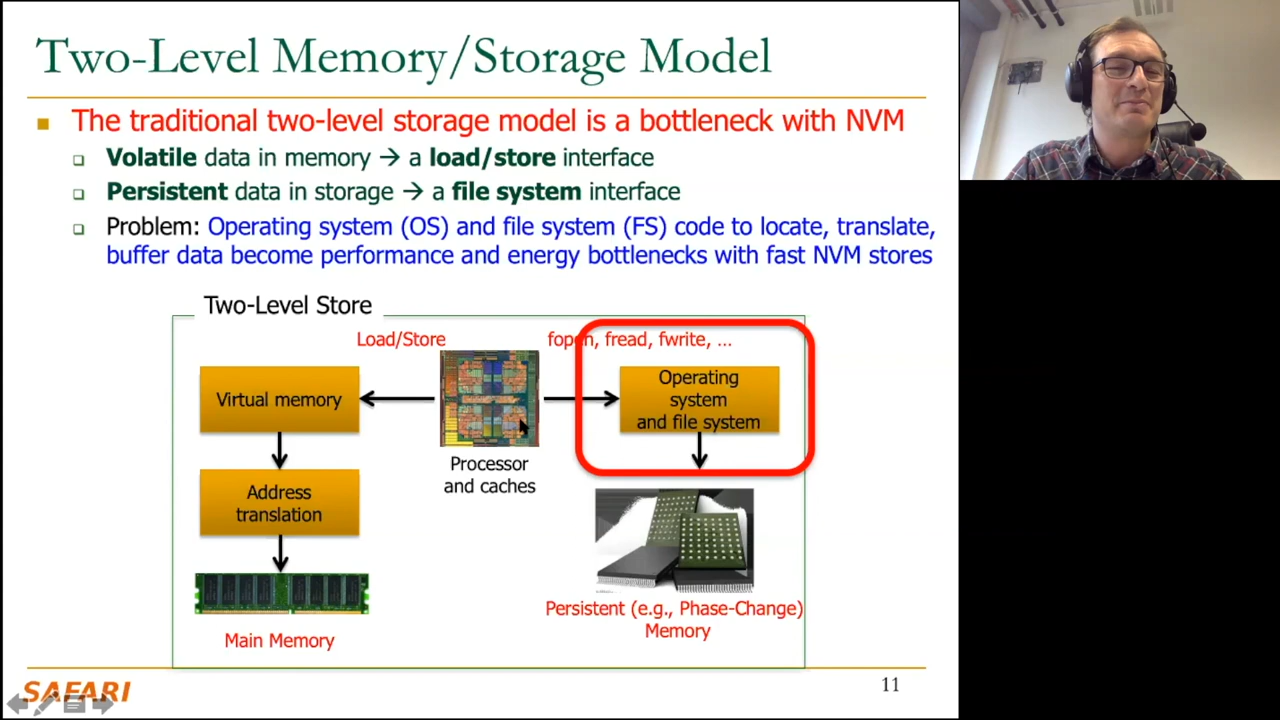 Two-Level Memory/Storage Model
The traditional two-level storage model is a bottleneck with NVM
Volatile data in memory → a load/store interface
Persistent data in storage → a file system interface
Problem: Operating system (OS) and file system (FS) code to locate, translate,
buffer data become performance and energy bottlenecks with fast NVM stores
Two-Level Store
Load/Store
fopen, fread, fwrite, ...
Virtual memory
Operating
system
and file system
Processor
and caches
Address
translation
Main Memory
Persistent (e.g., Phase-Change)
Memory
SAFARI
11